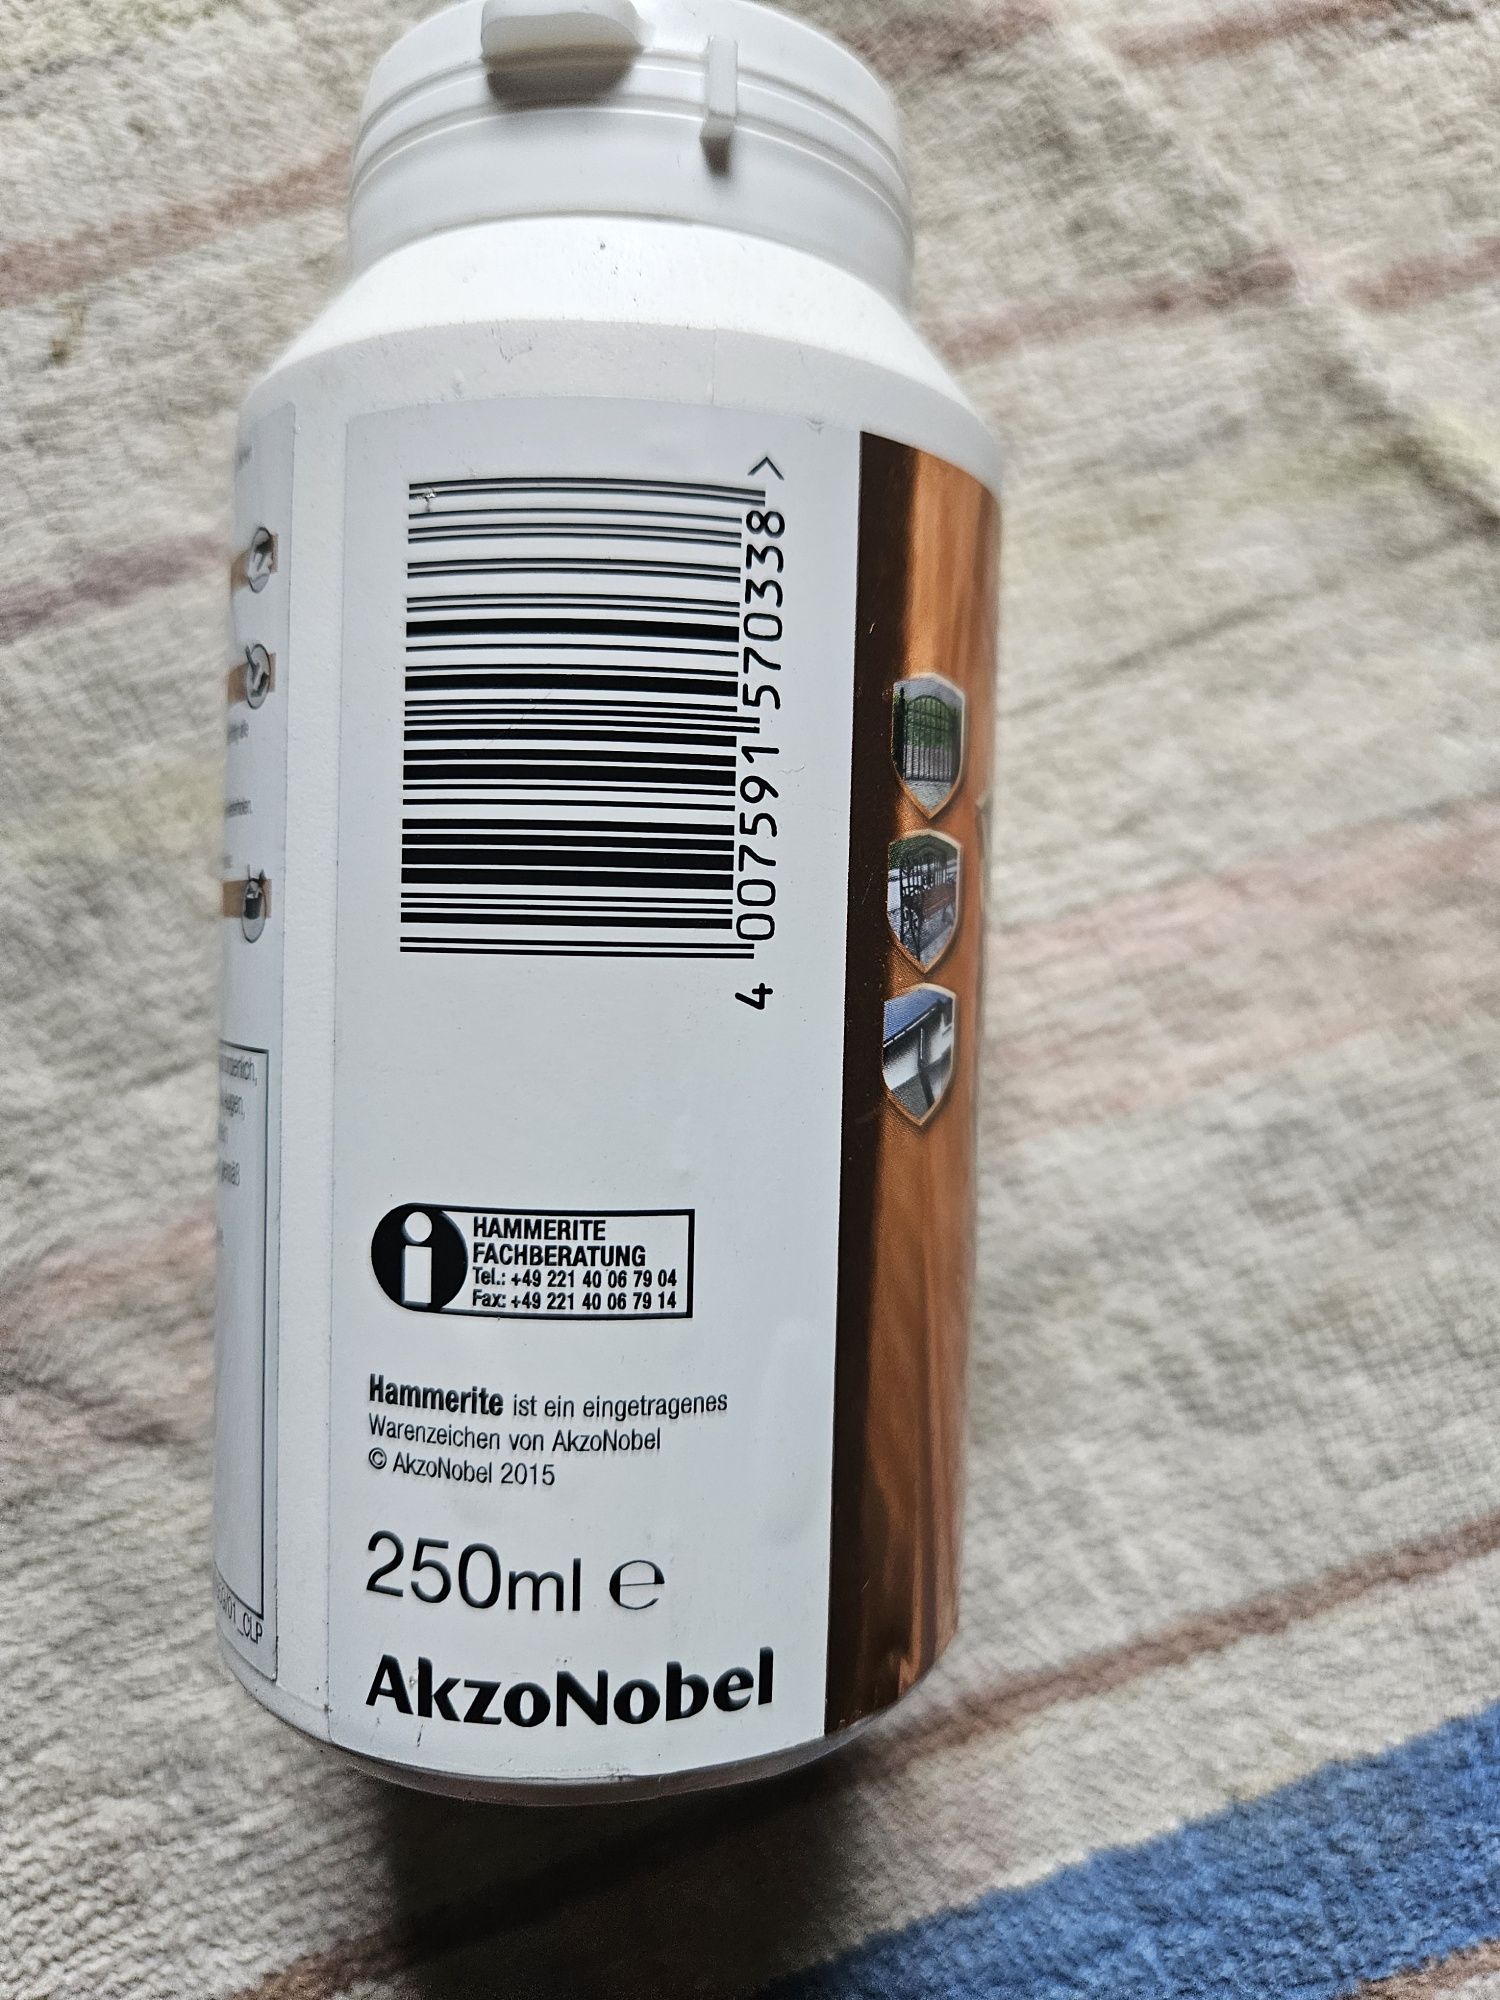 4 007591 570338 >
HAMMERITE
FACHBERATUNG
Tel.: +49 221 40 06 79 04
Fax: +49 221 40 06 79 14
Hammerite ist ein eingetragenes
Warenzeichen von AkzoNobel
© AkzoNobel 2015
250ml ℮
AkzoNobel
01_CLP